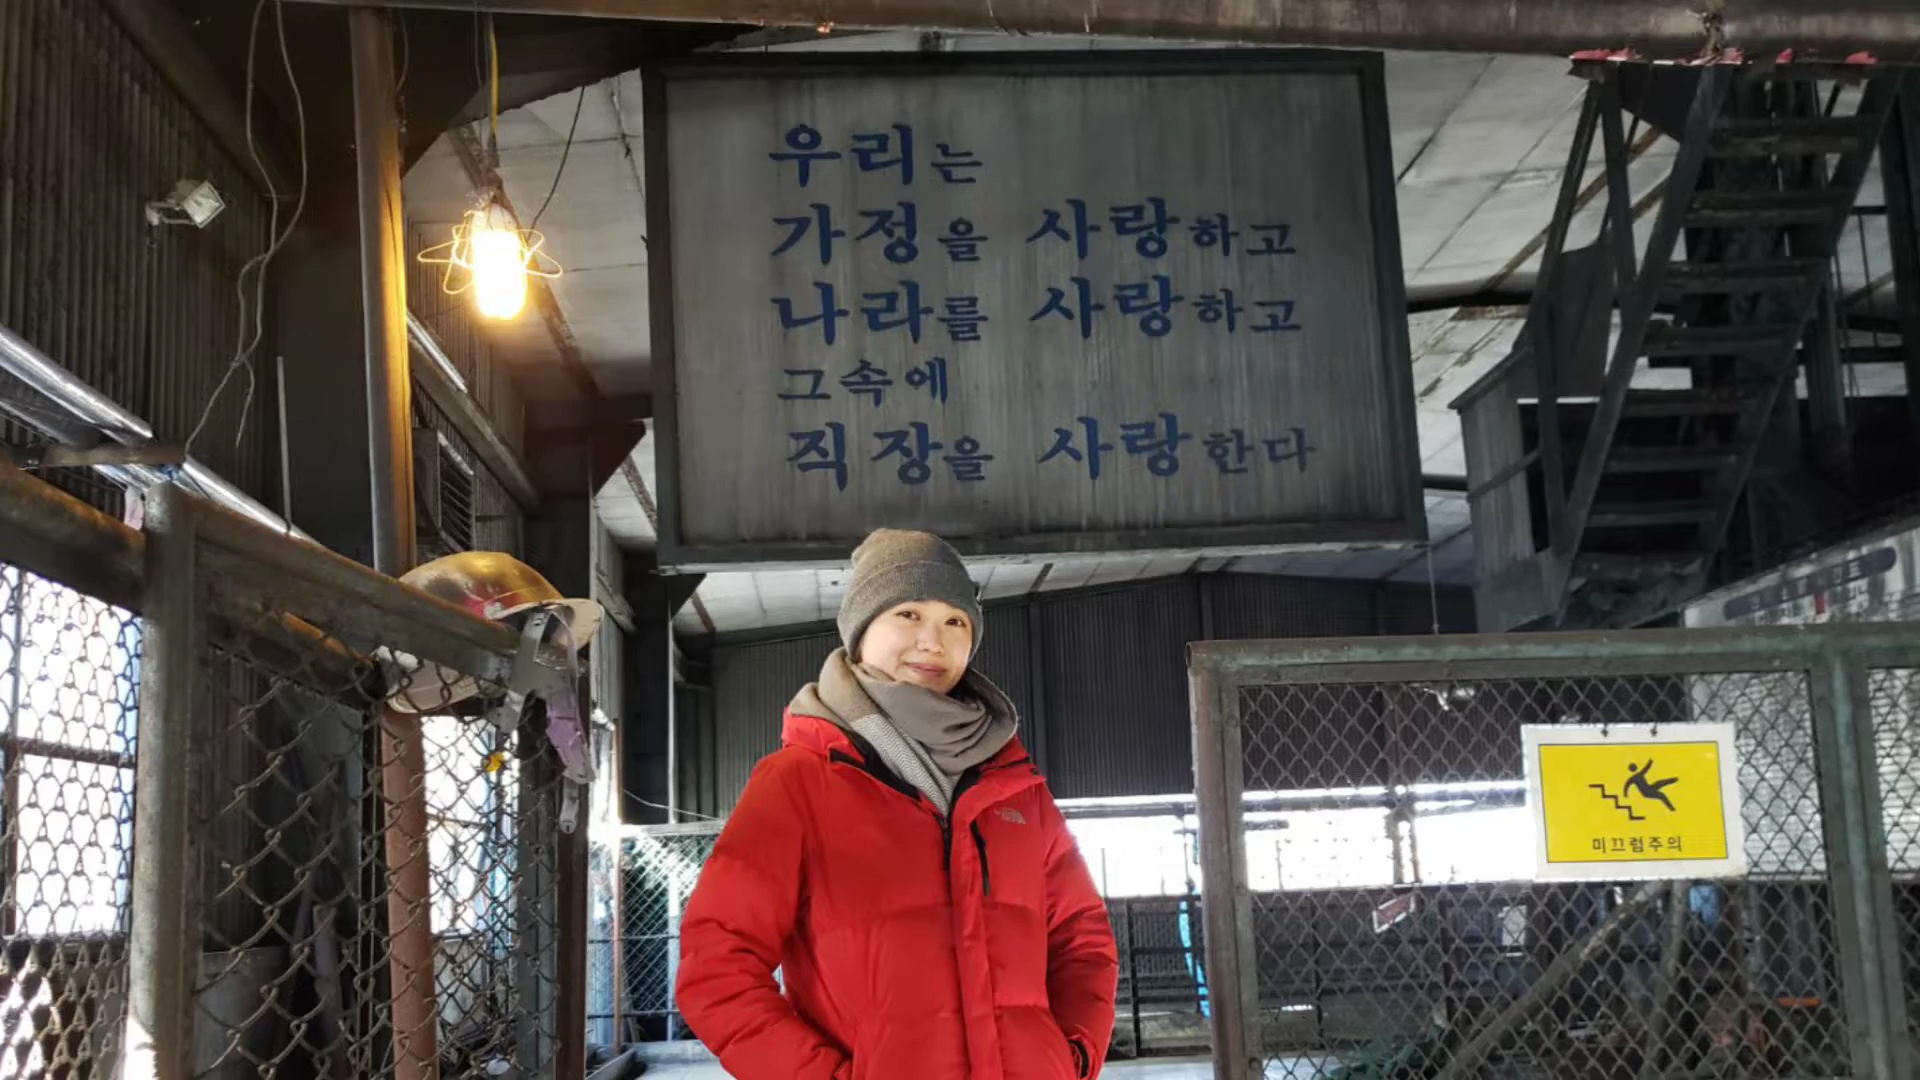 우리는
가정을 사랑하고
나라를 사랑하고
그속에
직장을 사랑한다
미끄럼주의